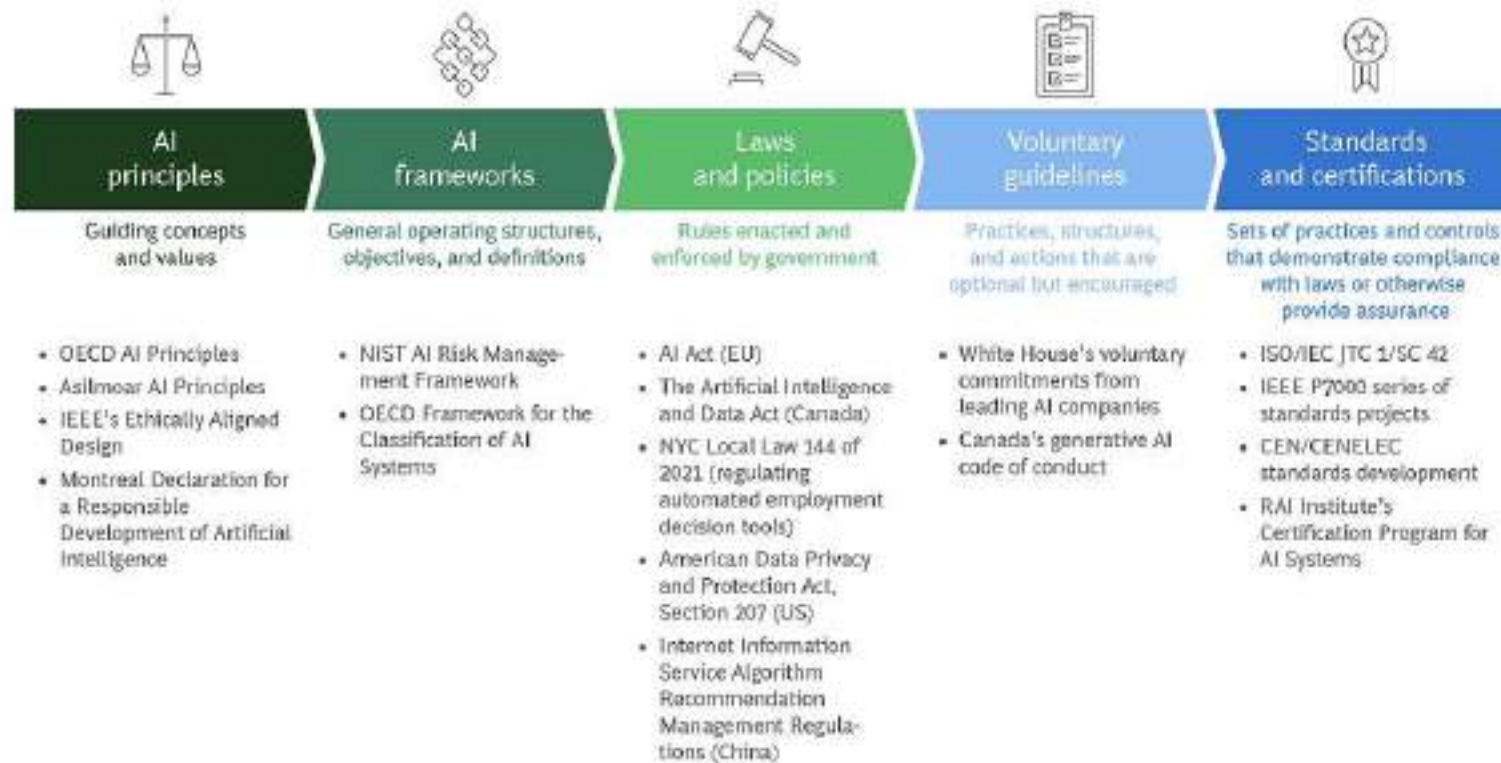 AI
principles
AI
frameworks
Laws
and policies
Voluntary
guidelines
Standards
and certifications
Guiding concepts
and values
General operating structures,
objectives, and definitions
Rules enacted and
enforced by government
Practices, structures,
and actions that are
optional but encouraged
Sets of practices and controls
that demonstrate compliance
with laws or otherwise
provide assurance
• OECD AI Principles
• Asilmoar AI Principles
• IEEE's Ethically Aligned
Design
• Montreal Declaration for
a Responsible
Development of Artificial
Intelligence
• NIST AI Risk Manage-
ment Framework
• OECD Framework for the
Classification of AI
Systems
• AI Act (EU)
• The Artificial Intelligence
and Data Act (Canada)
• NYC Local Law 144 of
2021 (regulating
automated employment
decision tools)
• American Data Privacy
and Protection Act,
Section 207 (US)
• Internet Information
Service Algorithm
Recommendation
Management Regula-
tions (China)
• White House's voluntary
commitments from
leading AI companies
• Canada's generative AI
code of conduct
• ISO/IEC JTC 1/SC 42
• IEEE P7000 series of
standards projects
• CEN/CENELEC
standards development
• RAI Institute's
Certification Program for
AI Systems